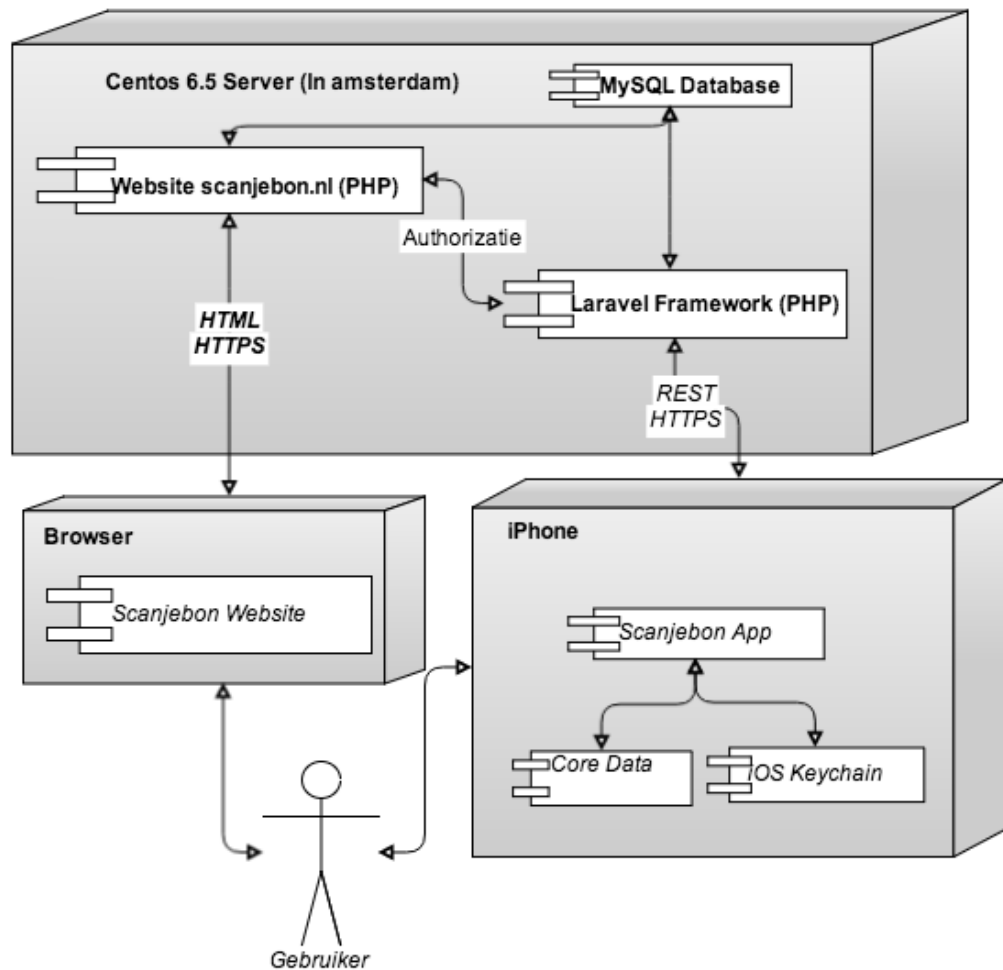 Centos 6.5 Server (In amsterdam)
MySQL Database
Website scanjebon.nl (PHP)
Authorizatie
Laravel Framework (PHP)
HTML
HTTPS
REST
HTTPS
Browser
Scanjebon Website
iPhone
Scanjebon App
Core Data
iOS Keychain
Gebruiker